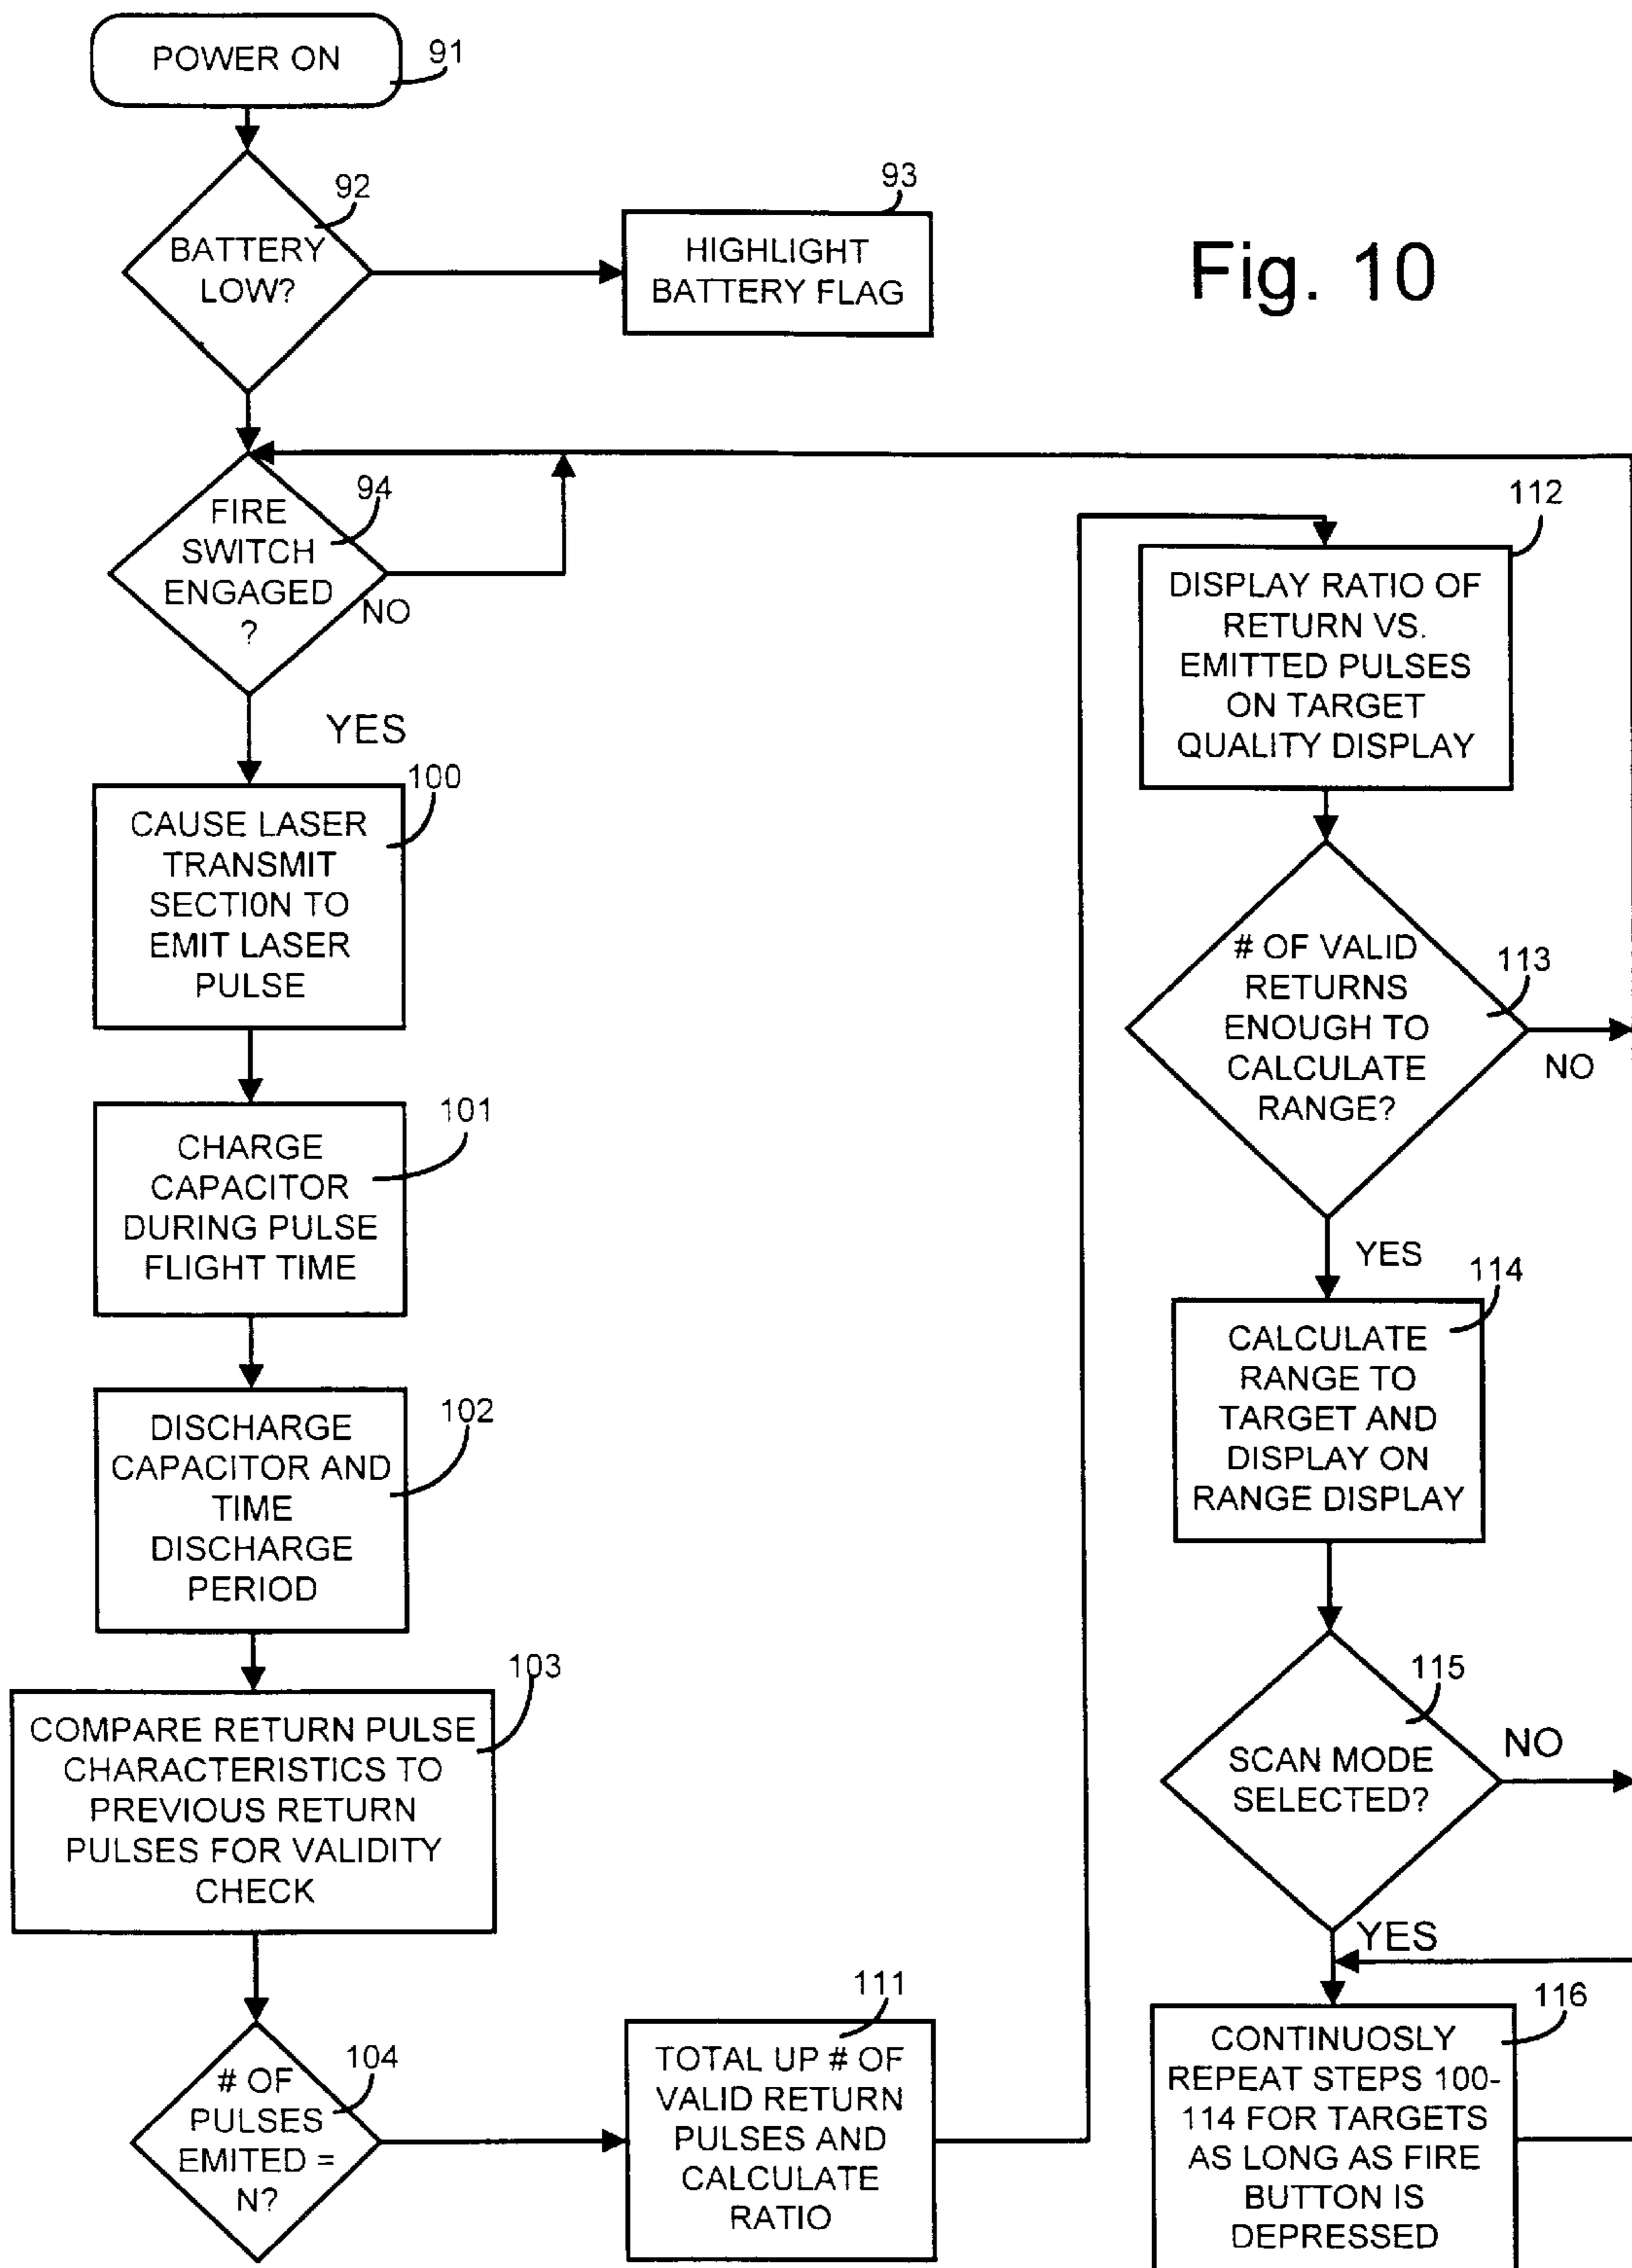 POWER ON
91
92
BATTERY
LOW?
93
HIGHLIGHT
BATTERY FLAG
Fig. 10
94
FIRE
SWITCH
ENGAGED
?
NO
YES
100
CAUSE LASER
TRANSMIT
SECTION TO
EMIT LASER
PULSE
101
CHARGE
CAPACITOR
DURING PULSE
FLIGHT TIME
102
DISCHARGE
CAPACITOR AND
TIME
DISCHARGE
PERIOD
103
COMPARE RETURN PULSE
CHARACTERISTICS TO
PREVIOUS RETURN
PULSES FOR VALIDITY
CHECK
104
# OF
PULSES
EMITED =
N?
111
TOTAL UP # OF
VALID RETURN
PULSES AND
CALCULATE
RATIO
112
DISPLAY RATIO OF
RETURN VS.
EMITTED PULSES
ON TARGET
QUALITY DISPLAY
113
# OF VALID
RETURNS
ENOUGH TO
CALCULATE
RANGE?
NO
YES
114
CALCULATE
RANGE TO
TARGET AND
DISPLAY ON
RANGE DISPLAY
115
SCAN MODE
SELECTED?
NO
YES
116
CONTINUOSLY
REPEAT STEPS 100-
114 FOR TARGETS
AS LONG AS FIRE
BUTTON IS
DEPRESSED